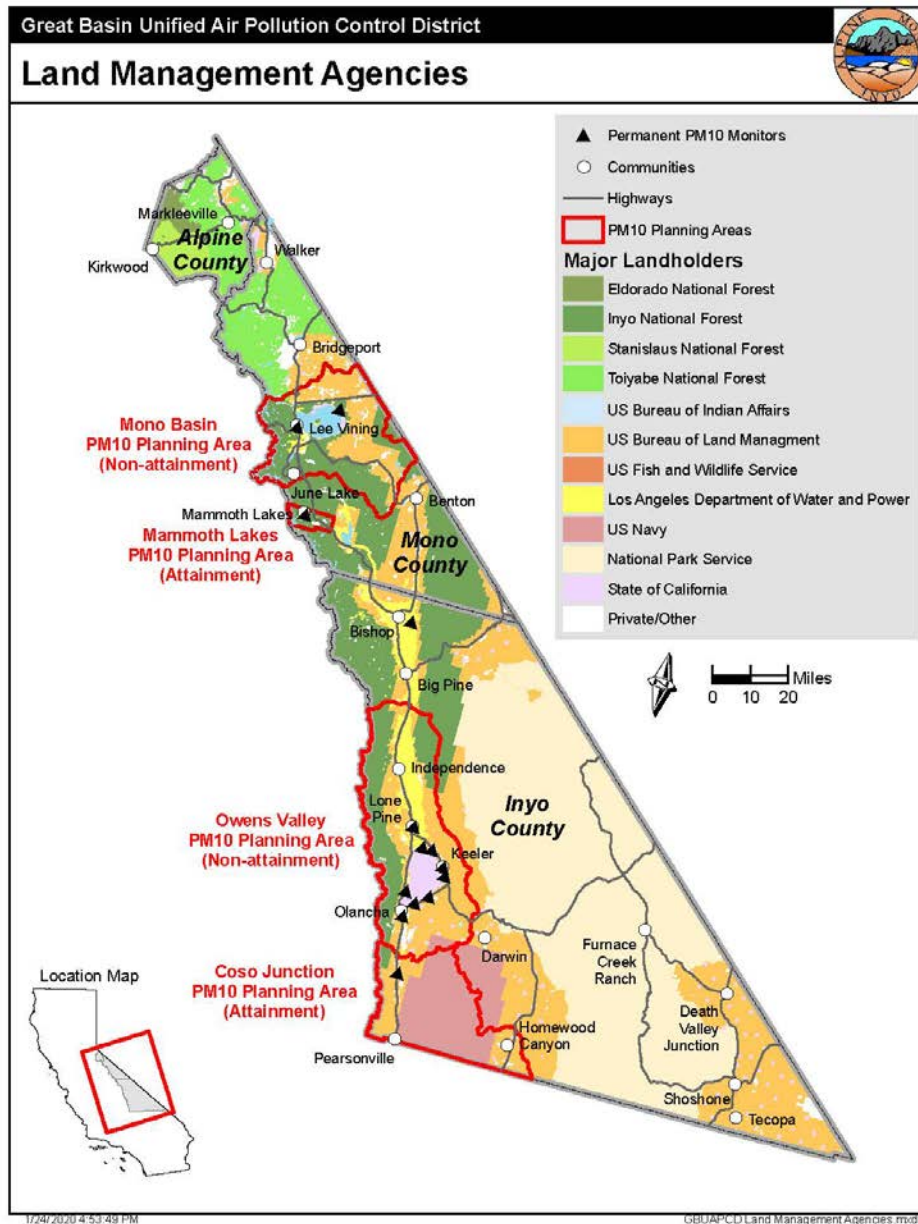 Great Basin Unified Air Pollution Control District
Land Management Agencies
ALPINE MONO
INYO
Permanent PM10 Monitors
Communities
Highways
PM10 Planning Areas
Major Landholders
Eldorado National Forest
Inyo National Forest
Stanislaus National Forest
Toiyabe National Forest
US Bureau of Indian Affairs
US Bureau of Land Managment
US Fish and Wildlife Service
Los Angeles Department of Water and Power
US Navy
National Park Service
State of California
Private/Other
Miles
0 10 20
Markleeville
Alpine
County
Kirkwood
Walker
Bridgeport
Mono Basin
PM10 Planning Area
(Non-attainment)
Lee Vining
June Lake
Benton
Mammoth Lakes
Mammoth Lakes
PM10 Planning Area
(Attainment)
Mono
County
Bishop
Big Pine
Independence
Lone
Pine
Inyo
County
Owens Valley
PM10 Planning Area
(Non-attainment)
Keeler
Olancha
Darwin
Furnace
Creek
Ranch
Coso Junction
PM10 Planning Area
(Attainment)
Death
Valley
Junction
Homewood
Canyon
Pearsonville
Shoshone
Tecopa
Location Map
1/24/2020 4:53:49 PM
GBUAPCD Land Management Agencies.mxd